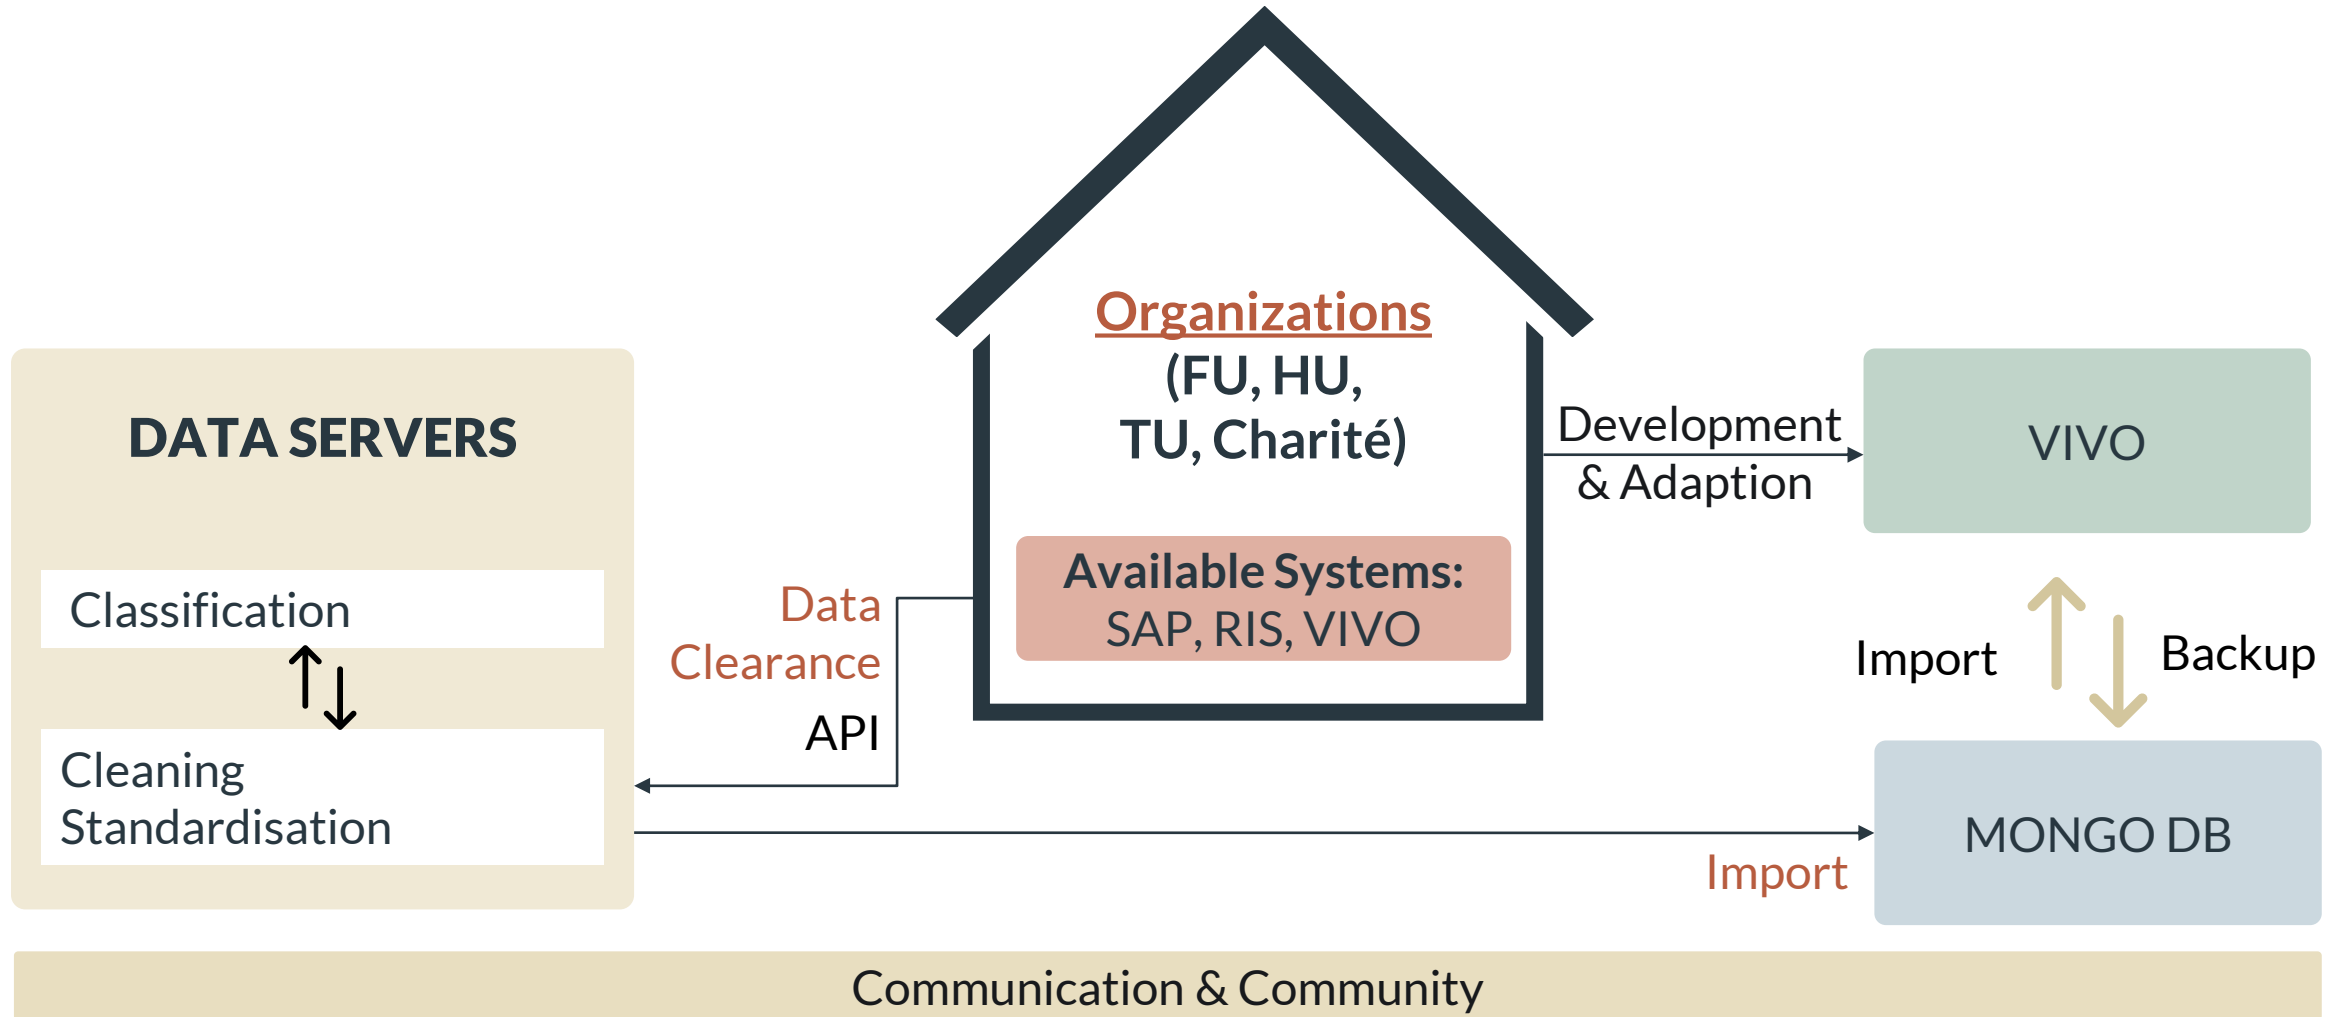 Organizations
(FU, HU,
TU, Charité)
Available Systems:
SAP, RIS, VIVO
DATA SERVERS
Classification
Cleaning
Standardisation
Data
Clearance
API
Development
& Adaption
VIVO
Import
Backup
MONGO DB
Import
Communication & Community